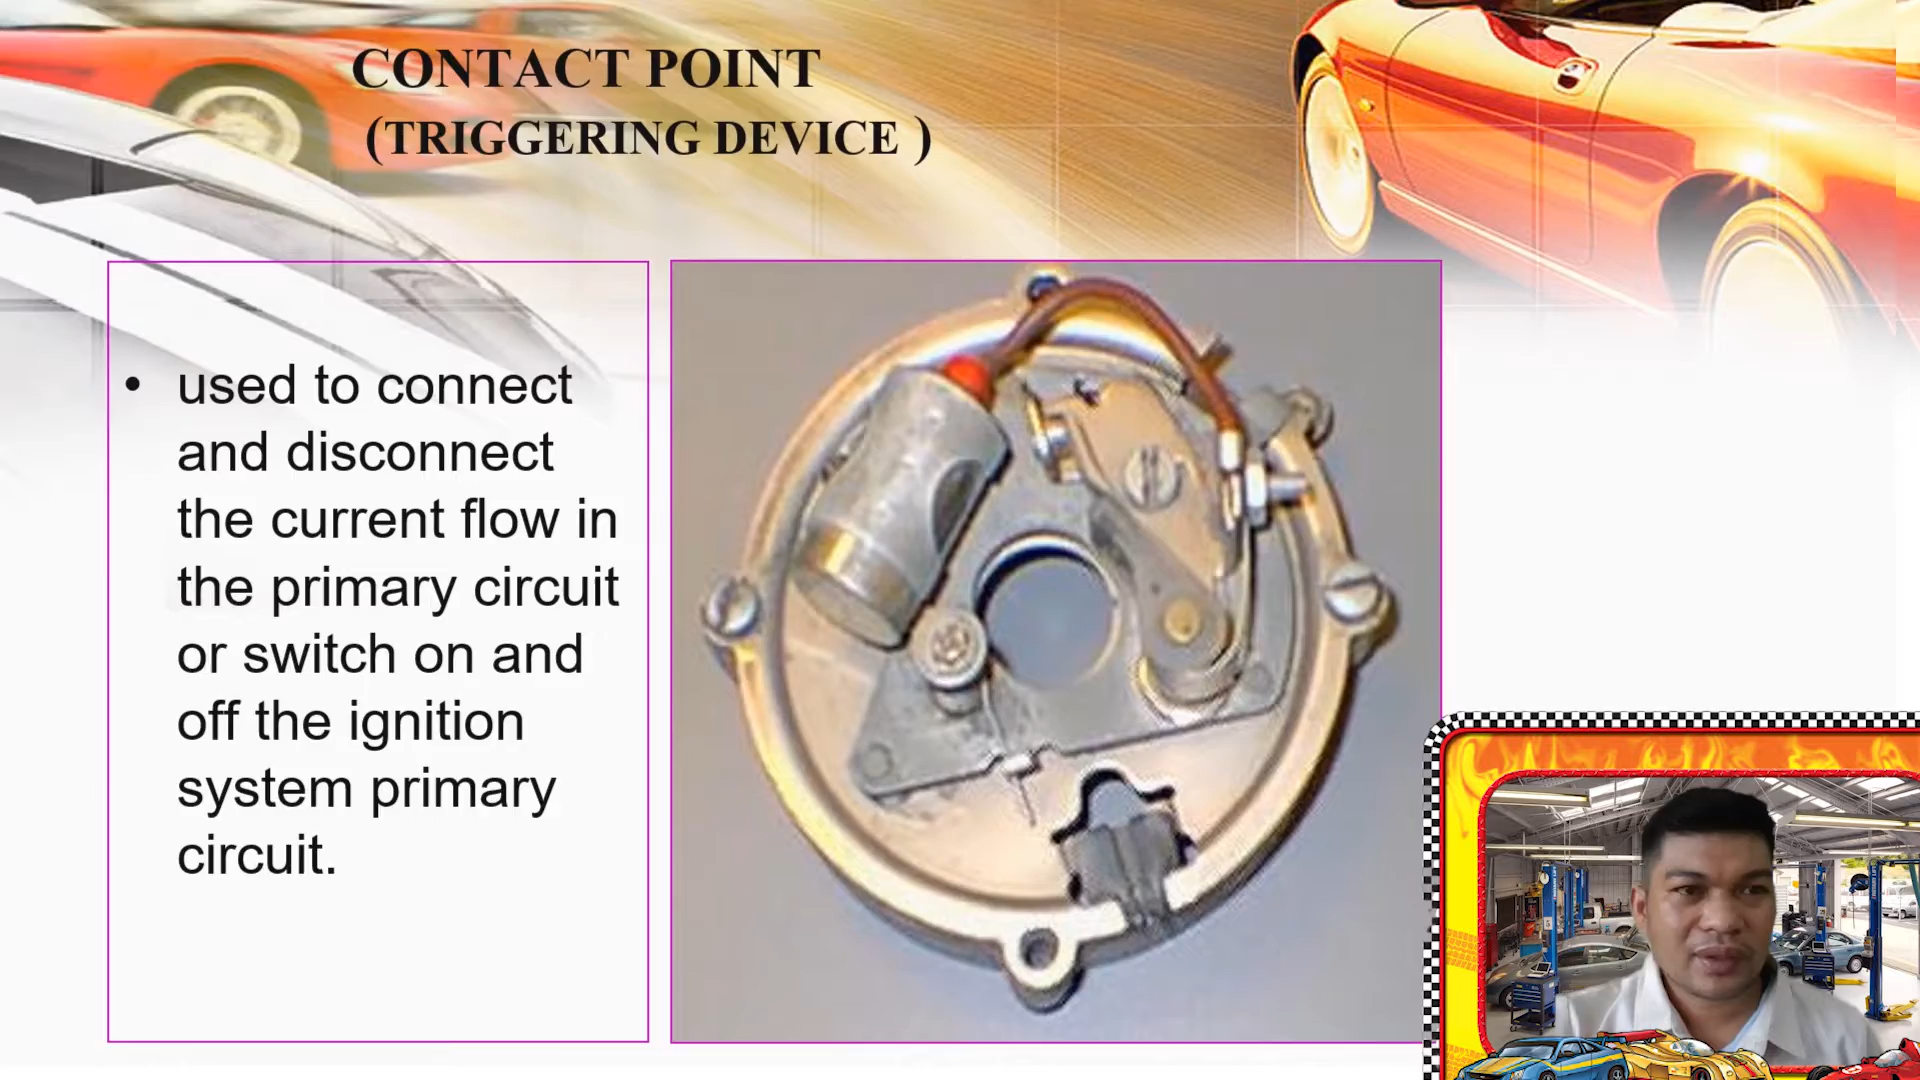 CONTACT POINT
(TRIGGERING DEVICE )
• used to connect
and disconnect
the current flow in
the primary circuit
or switch on and
off the ignition
system primary
circuit.